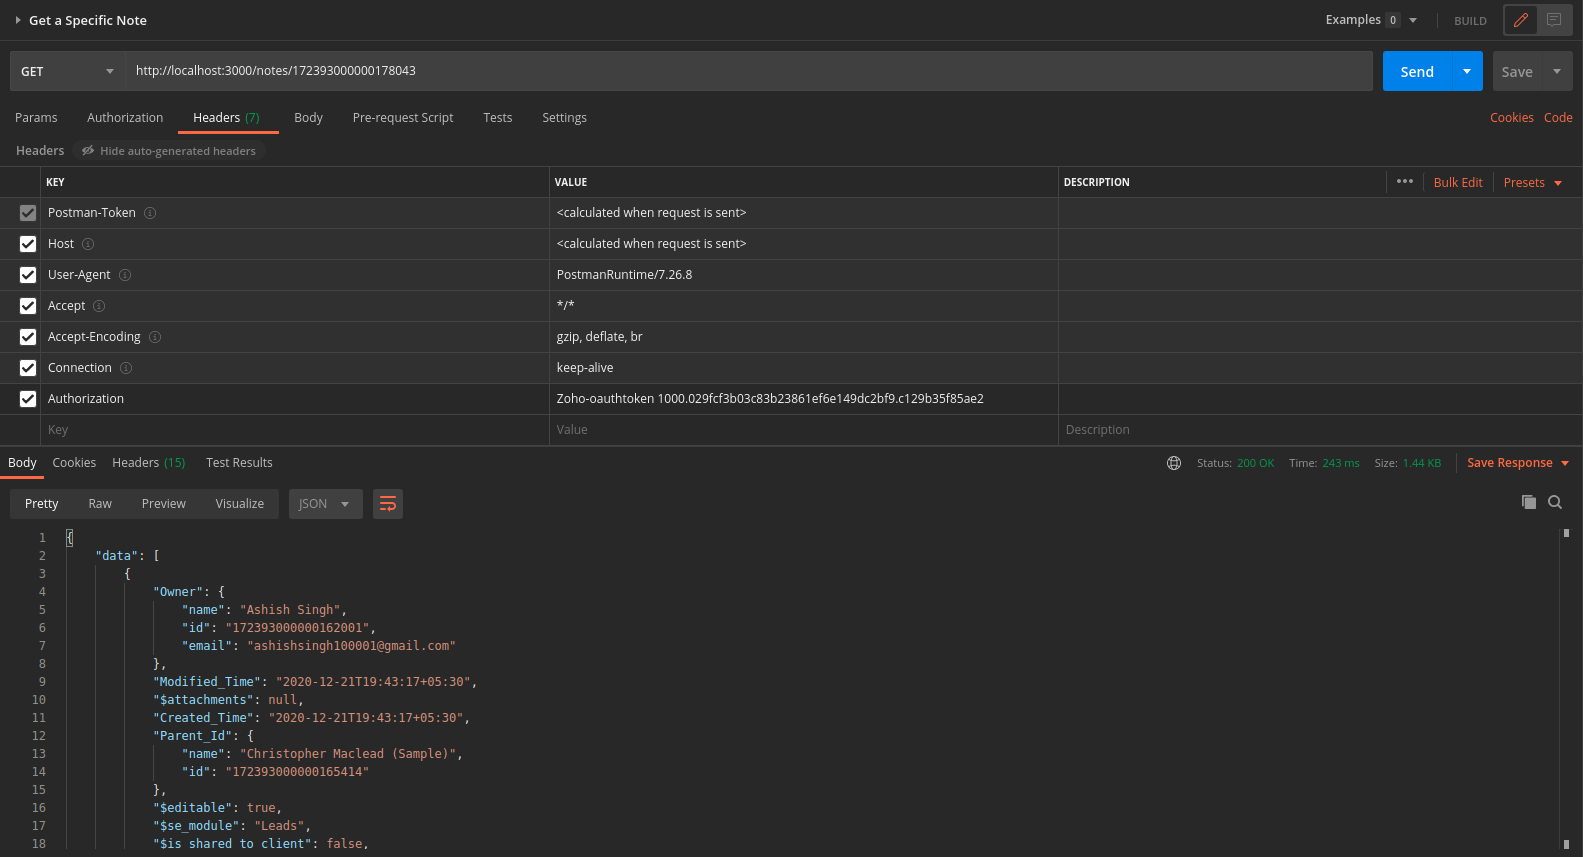 Get a Specific Note
Examples 0 BUILD
GET http://localhost:3000/notes/172393000000178043 Send Save
Params Authorization Headers (7) Body Pre-request Script Tests Settings Cookies Code
Headers Hide auto-generated headers
KEY VALUE DESCRIPTION ••• Bulk Edit Presets
Postman-Token <calculated when request is sent>
Host <calculated when request is sent>
User-Agent PostmanRuntime/7.26.8
Accept */*
Accept-Encoding gzip, deflate, br
Connection keep-alive
Authorization Zoho-oauthtoken 1000.029fcf3b03c83b23861ef6e149dc2bf9.c129b35f85ae2
Key Value Description
Body Cookies Headers (15) Test Results Status: 200 OK Time: 243 ms Size: 1.44 KB Save Response
Pretty Raw Preview Visualize JSON
1 {
2 "data": [
3 {
4 "Owner": {
5 "name": "Ashish Singh",
6 "id": "172393000000162001",
7 "email": "ashishsingh100001@gmail.com"
8 },
9 "Modified_Time": "2020-12-21T19:43:17+05:30",
10 "$attachments": null,
11 "Created_Time": "2020-12-21T19:43:17+05:30",
12 "Parent_Id": {
13 "name": "Christopher Maclead (Sample)",
14 "id": "172393000000165414"
15 },
16 "$editable": true,
17 "$se_module": "Leads",
18 "$is_shared_to_client": false,